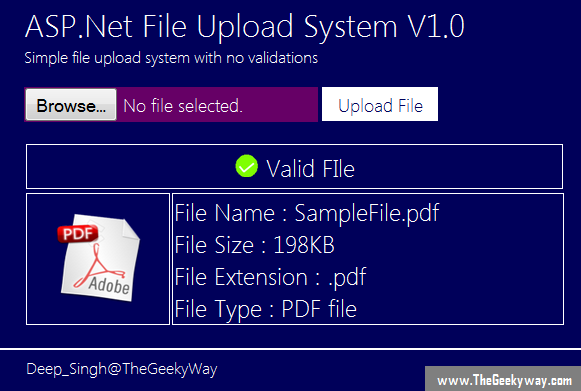 ASP.Net File Upload System V1.0
Simple file upload system with no validations
Browse... No file selected. Upload File
Valid FIle
PDF
Adobe
File Name : SampleFile.pdf
File Size : 198KB
File Extension : .pdf
File Type : PDF file
Deep_Singh@TheGeekyWay
www.TheGeekyway.com